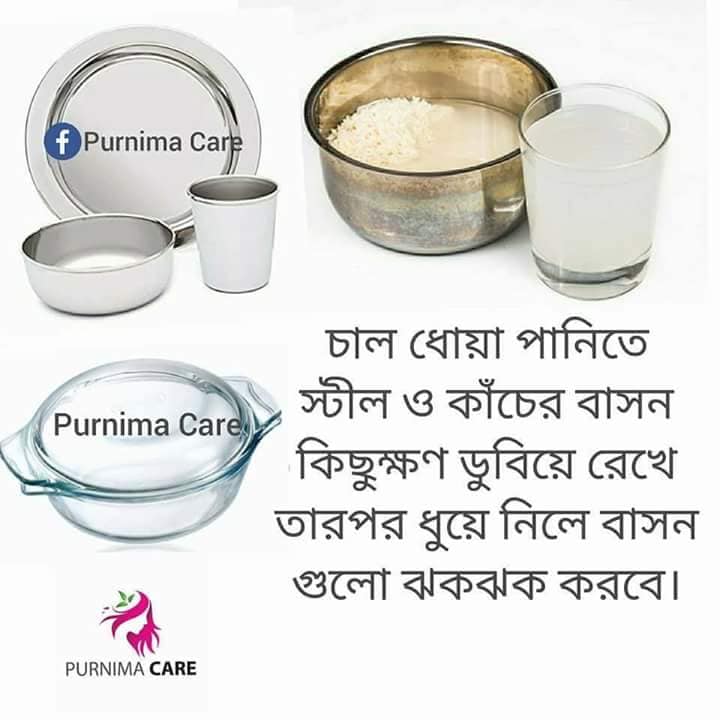 Purnima Care
চাল ধোয়া পানিতে
স্টীল ও কাঁচের বাসন
কিছুক্ষণ ডুবিয়ে রেখে
তারপর ধুয়ে নিলে বাসন
গুলো ঝকঝক করবে।
Purnima Care
PURNIMA CARE